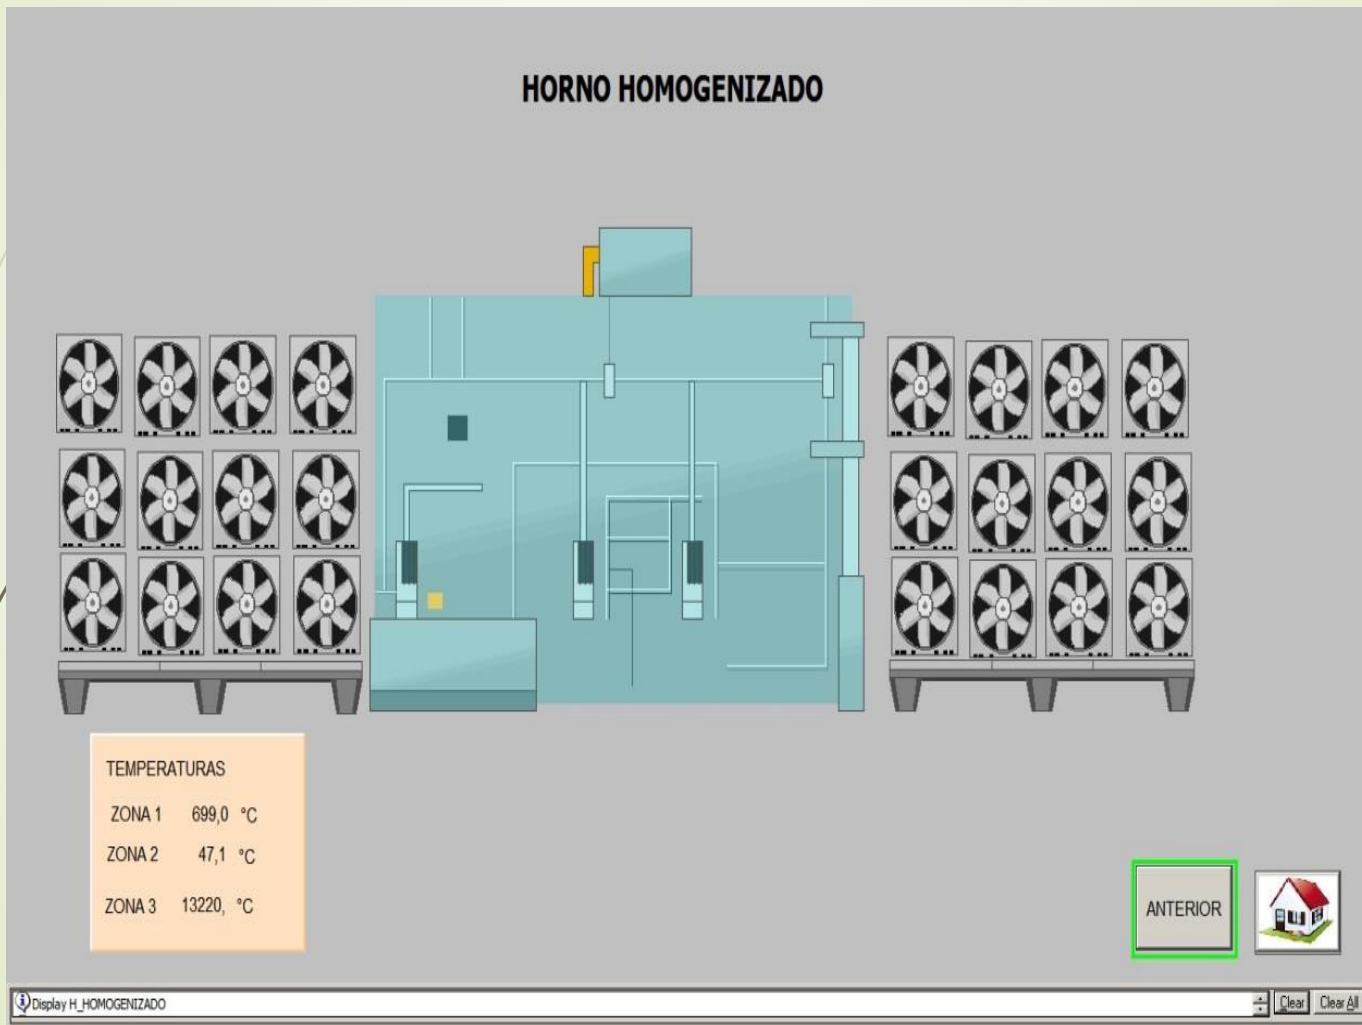 HORNO HOMOGENIZADO
TEMPERATURAS
ZONA 1 699,0 °C
ZONA 2 47,1 °C
ZONA 3 13220, °C
ANTERIOR
Display H_HOMOGENIZADO
Clear Clear All